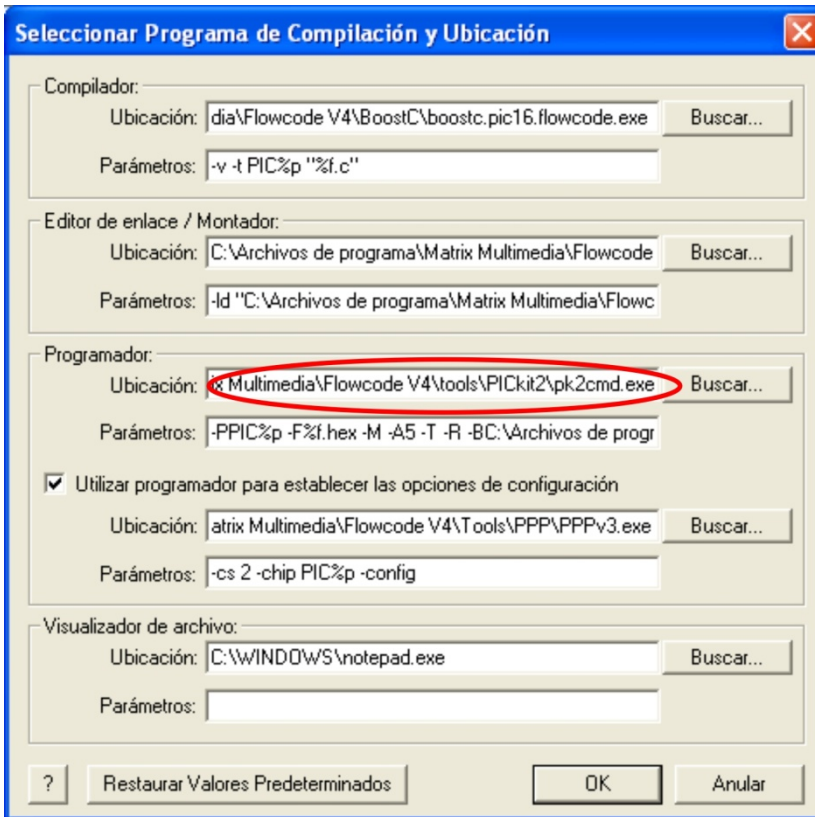 Seleccionar Programa de Compilación y Ubicación
Compilador:
Ubicación: dia\Flowcode V4\BoostC\boostc.pic16.flowcode.exe Buscar...
Parámetros: -v -t PIC%p "%f.c"
Editor de enlace / Montador:
Ubicación: C:\Archivos de programa\Matrix Multimedia\Flowcode Buscar...
Parámetros: -ld "C:\Archivos de programa\Matrix Multimedia\Flowc
Programador:
Ubicación: ix Multimedia\Flowcode V4\tools\PICkit2\pk2cmd.exe Buscar...
Parámetros: -PPIC%p -F%f.hex -M -A5 -T -R -BC:\Archivos de progr
Utilizar programador para establecer las opciones de configuración
Ubicación: atrix Multimedia\Flowcode V4\Tools\PPP\PPPv3.exe Buscar...
Parámetros: -cs 2 -chip PIC%p -config
Visualizador de archivo:
Ubicación: C:\WINDOWS\notepad.exe Buscar...
Parámetros:
? Restaurar Valores Predeterminados OK Anular